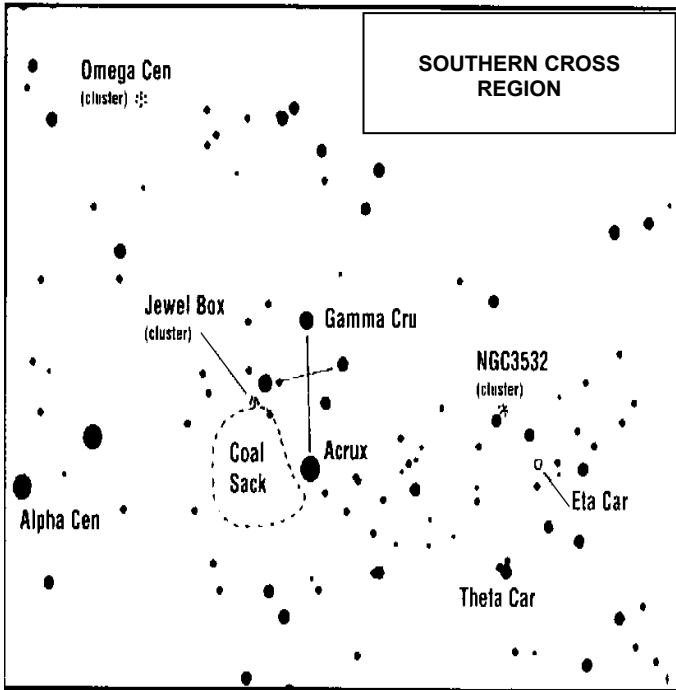 SOUTHERN CROSS
REGION
Omega Cen
(cluster)
Jewel Box
(cluster)
Gamma Cru
NGC3532
(cluster)
Coal
Sack
Acrux
Alpha Cen
Eta Car
Theta Car